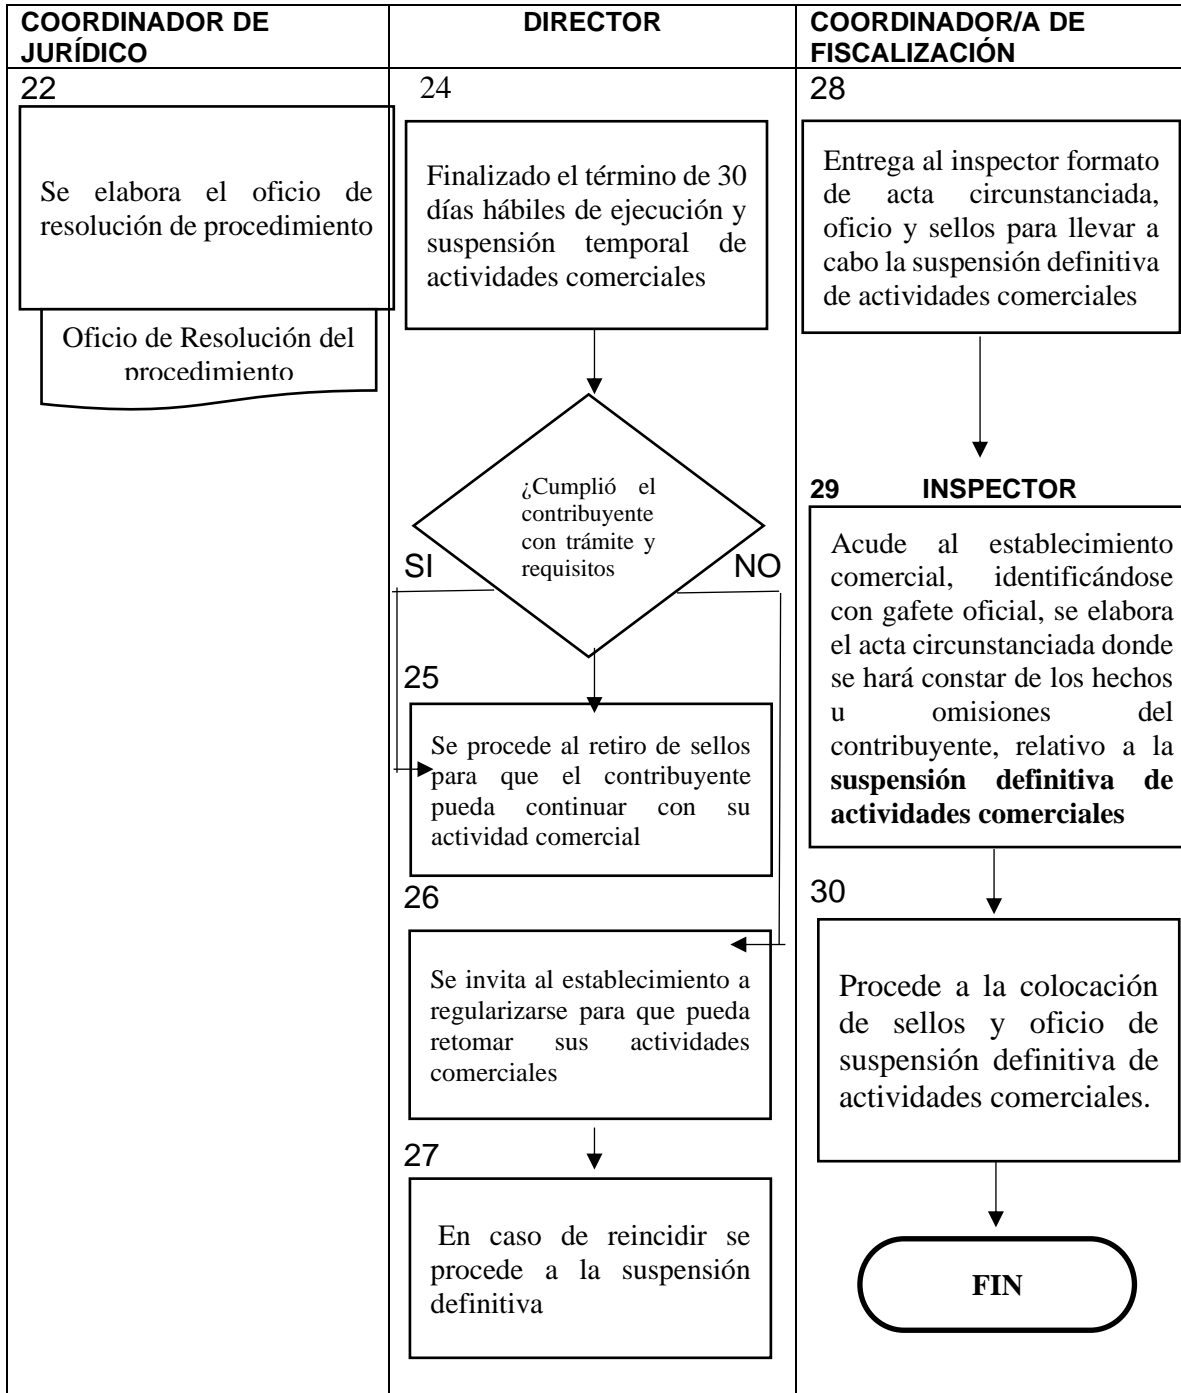 COORDINADOR DE
JURÍDICO
DIRECTOR
COORDINADOR/A DE
FISCALIZACIÓN
22
Se elabora el oficio de
resolución de procedimiento
Oficio de Resolución del
procedimiento
24
Finalizado el término de 30
días hábiles de ejecución y
suspensión temporal de
actividades comerciales
¿Cumplió el
contribuyente
con trámite y
requisitos
SI
NO
25
Se procede al retiro de sellos
para que el contribuyente
pueda continuar con su
actividad comercial
26
Se invita al establecimiento a
regularizarse para que pueda
retomar sus actividades
comerciales
27
En caso de reincidir se
procede a la suspensión
definitiva
28
Entrega al inspector formato
de acta circunstanciada,
oficio y sellos para llevar a
cabo la suspensión definitiva
de actividades comerciales
29 INSPECTOR
Acude al establecimiento
comercial, identificándose
con gafete oficial, se elabora
el acta circunstanciada donde
se hará constar de los hechos
u omisiones del
contribuyente, relativo a la
suspensión definitiva de
actividades comerciales
30
Procede a la colocación
de sellos y oficio de
suspensión definitiva de
actividades comerciales.
FIN